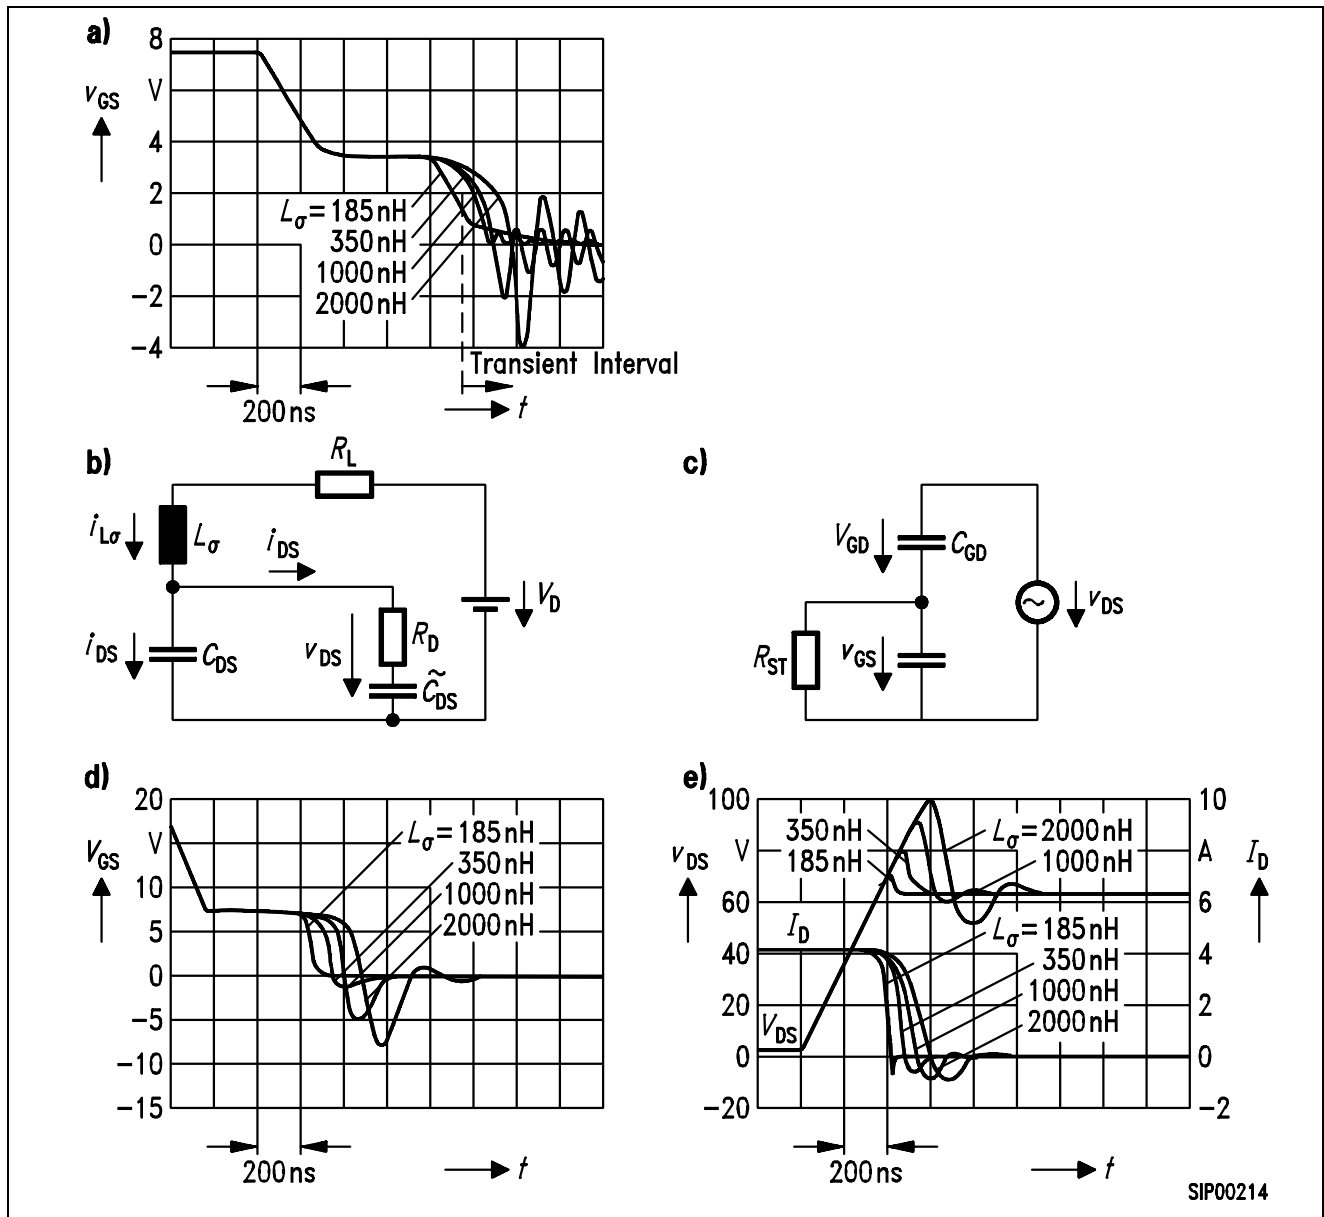 a)
8
V
vGS
4
2
0
−2
−4
Lσ = 185 nH
350 nH
1000 nH
2000 nH
Transient Interval
200 ns
t
b)
RL
iLσ
Lσ
iDS
VD
iDS
CDS
vDS
RD
C̃DS
c)
VGD
CGD
vDS
RST
vGS
d)
20
V
VGS
10
5
0
−5
−10
−15
Lσ = 185 nH
350 nH
1000 nH
2000 nH
200 ns
t
e)
100
V
vDS
60
40
20
0
−20
350 nH
185 nH
Lσ = 2000 nH
1000 nH
ID
Lσ = 185 nH
350 nH
1000 nH
2000 nH
VDS
10
A
ID
6
4
2
0
−2
200 ns
t
SIP00214